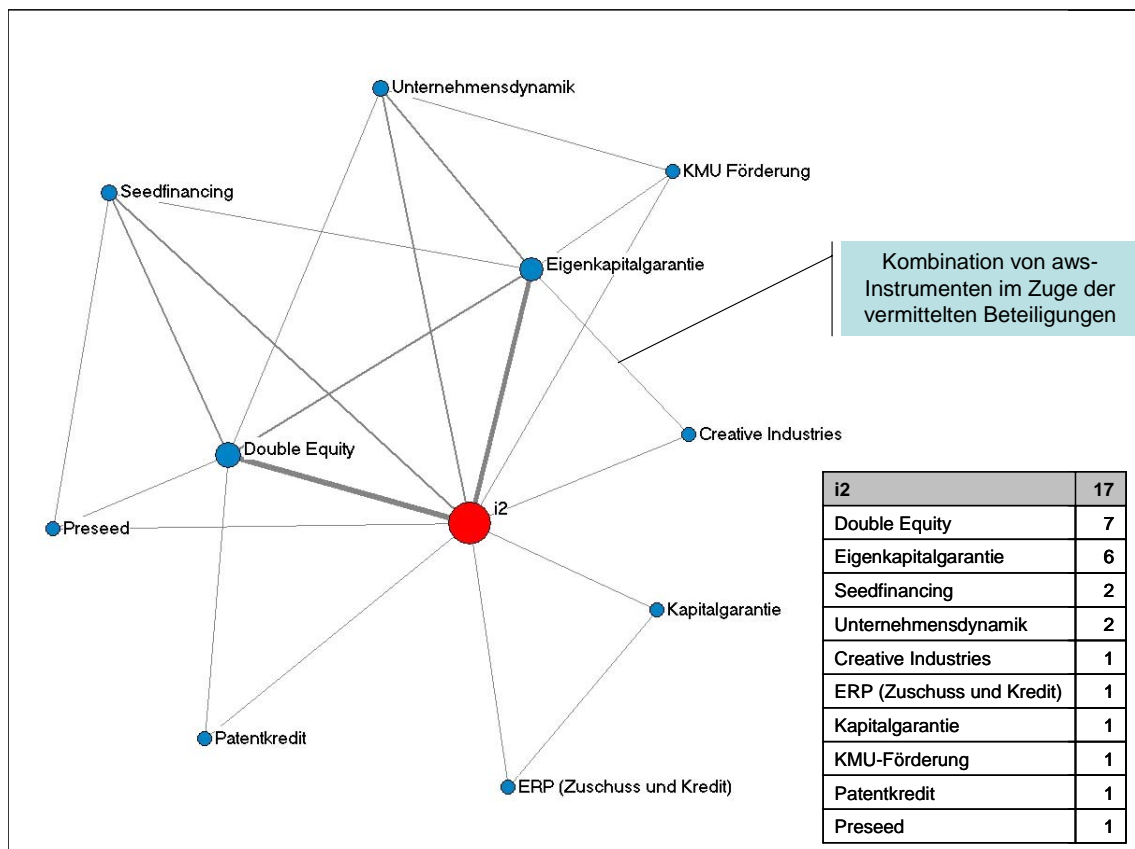 Unternehmensdynamik
KMU Förderung
Seedfinancing
Eigenkapitalgarantie
Kombination von aws-
Instrumenten im Zuge der
vermittelten Beteiligungen
Creative Industries
Double Equity
i2
Preseed
Kapitalgarantie
Patentkredit
ERP (Zuschuss und Kredit)
i2 17
Double Equity 7
Eigenkapitalgarantie 6
Seedfinancing 2
Unternehmensdynamik 2
Creative Industries 1
ERP (Zuschuss und Kredit) 1
Kapitalgarantie 1
KMU-Förderung 1
Patentkredit 1
Preseed 1